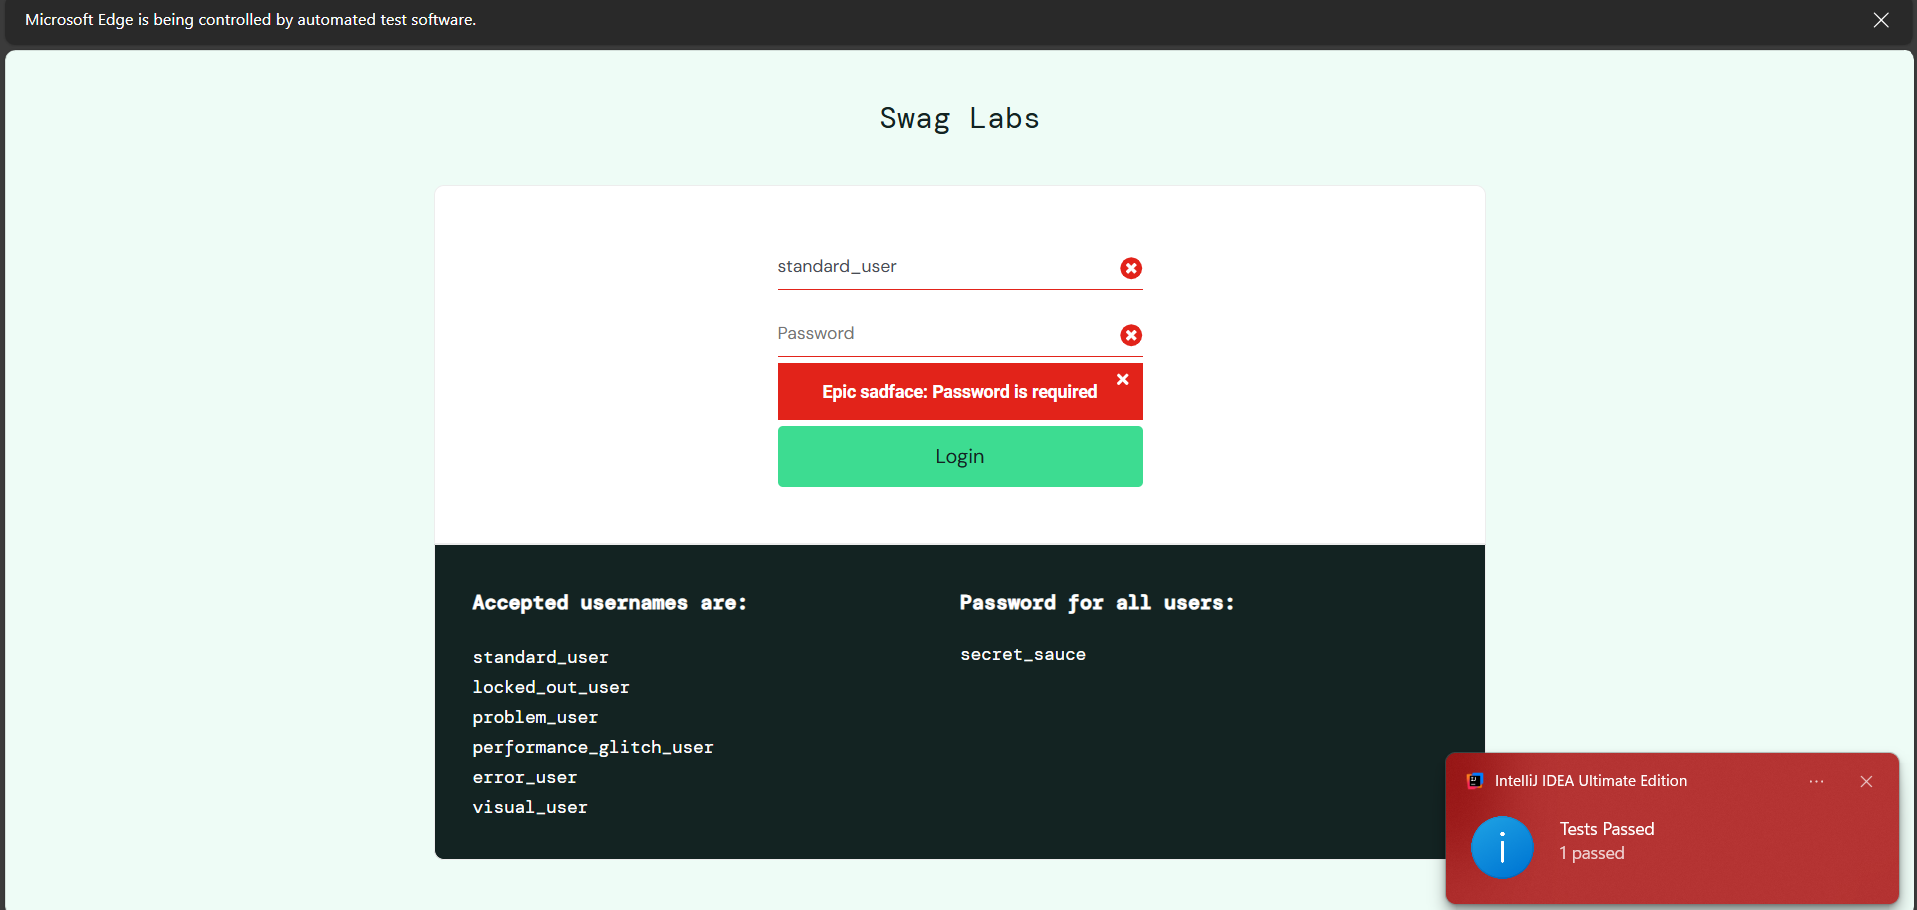 Microsoft Edge is being controlled by automated test software.
Swag Labs
standard_user
Password
Epic sadface: Password is required
Login
Accepted usernames are:
standard_user
locked_out_user
problem_user
performance_glitch_user
error_user
visual_user
Password for all users:
secret_sauce
IntelliJ IDEA Ultimate Edition
Tests Passed
1 passed